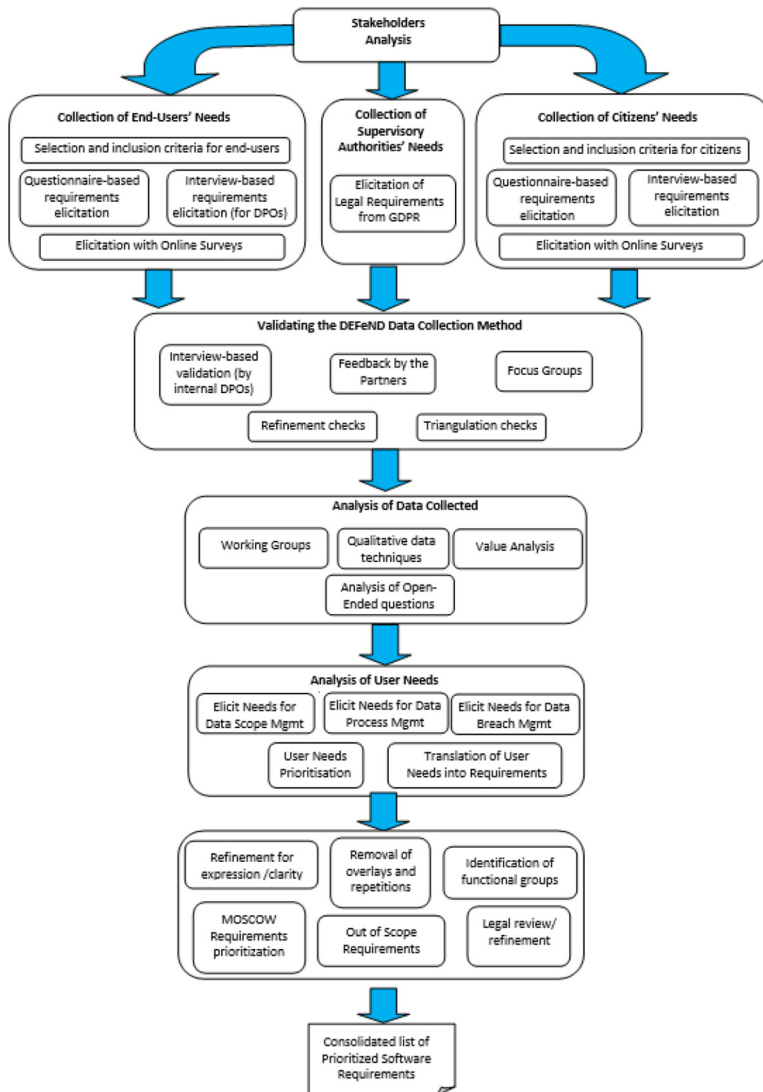 Stakeholders
Analysis
Collection of End-Users' Needs
Selection and inclusion criteria for end-users
Questionnaire-based
requirements
elicitation
Interview-based
requirements
elicitation (for DPOs)
Elicitation with Online Surveys
Collection of
Supervisory
Authorities' Needs
Elicitation of
Legal Requirements
from GDPR
Collection of Citizens' Needs
Selection and inclusion criteria for citizens
Questionnaire-based
requirements
elicitation
Interview-based
requirements
elicitation
Elicitation with Online Surveys
Validating the DEFeND Data Collection Method
Interview-based
validation (by
internal DPOs)
Feedback by the
Partners
Focus Groups
Refinement checks
Triangulation checks
Analysis of Data Collected
Working Groups
Qualitative data
techniques
Value Analysis
Analysis of Open-
Ended questions
Analysis of User Needs
Elicit Needs for
Data Scope Mgmt
Elicit Needs for Data
Process Mgmt
Elicit Needs for Data
Breach Mgmt
User Needs
Prioritisation
Translation of User
Needs into Requirements
Refinement for
expression /clarity
Removal of
overlays and
repetitions
Identification of
functional groups
MOSCOW
Requirements
prioritization
Out of Scope
Requirements
Legal review/
refinement
Consolidated list of
Prioritized Software
Requirements